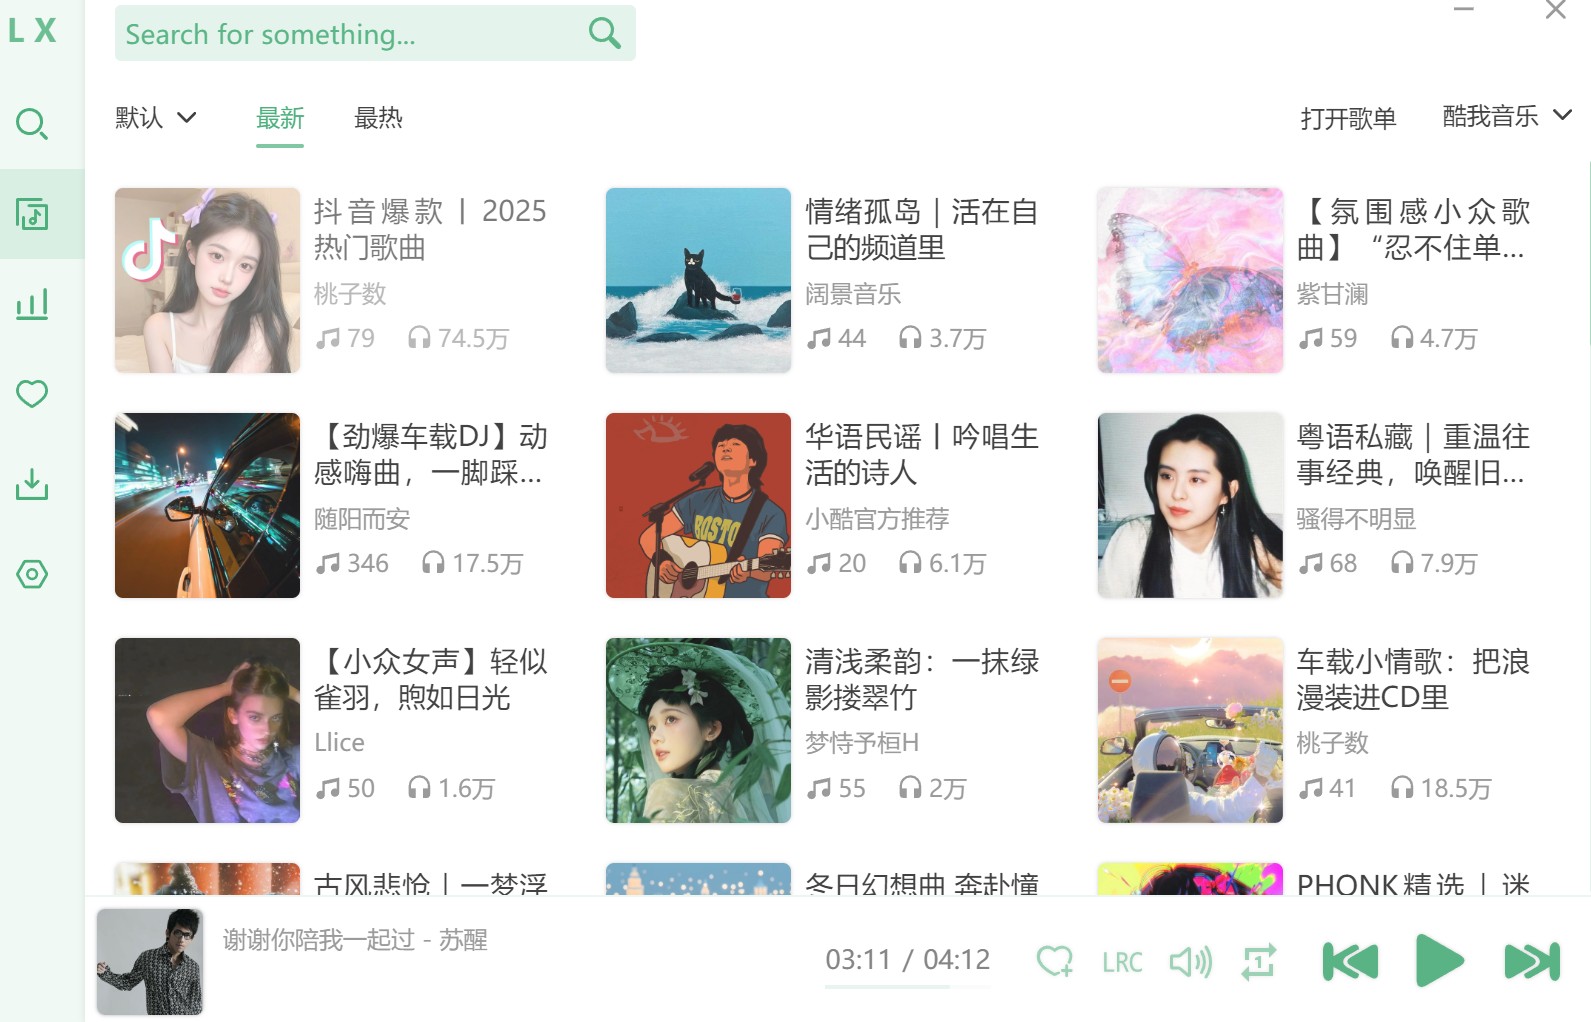 LX
Search for something...
默认
最新
最热
打开歌单
酷我音乐
抖音爆款丨2025
热门歌曲
桃子数
79
74.5万
情绪孤岛｜活在自
己的频道里
阔景音乐
44
3.7万
【氛围感小众歌
曲】“忍不住单...
紫甘澜
59
4.7万
【劲爆车载DJ】动
感嗨曲，一脚踩...
随阳而安
346
17.5万
BOSTO
华语民谣丨吟唱生
活的诗人
小酷官方推荐
20
6.1万
粤语私藏｜重温往
事经典，唤醒旧...
骚得不明显
68
7.9万
【小众女声】轻似
雀羽，煦如日光
Llice
50
1.6万
清浅柔韵：一抹绿
影搂翠竹
梦恃予桓H
55
2万
车载小情歌：把浪
漫装进CD里
桃子数
41
18.5万
古风悲怆｜一梦浮
冬日幻想曲 奔赴憧
PHONK精选｜迷
谢谢你陪我一起过 - 苏醒
03:11 / 04:12
LRC
1